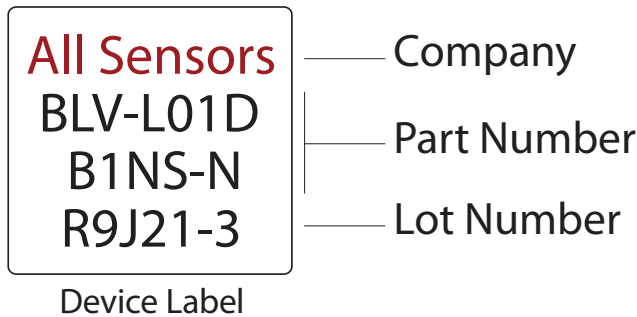 All Sensors
BLV-L01D
B1NS-N
R9J21-3
Company
Part Number
Lot Number
Device Label